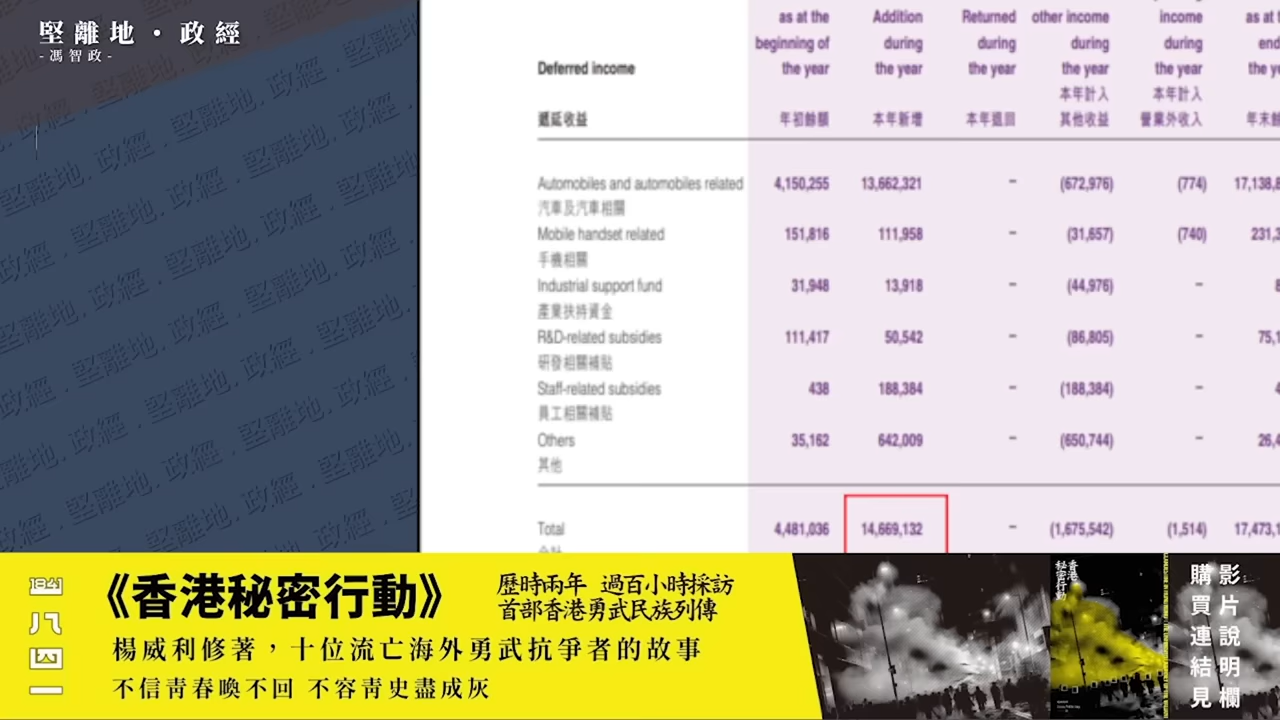 堅離地・政經
-馮智政-
as at the Addition Returned other income income as at t
beginning of during during during during en
Deferred income the year the year the year the year the year the y
本年計入 本年計入
遞延收益 年初餘額 本年新增 本年退回 其他收益 營業外收入 年末餘
Automobiles and automobiles related 4,150,255 13,662,321 – (672,976) (774) 17,138,8
汽車及汽車相關
Mobile handset related 151,816 111,958 – (31,657) (740) 231,3
手機相關
Industrial support fund 31,948 13,918 – (44,976) – 8
產業扶持資金
R&D-related subsidies 111,417 50,542 – (86,805) – 75,1
研發相關補貼
Staff-related subsidies 438 188,384 – (188,384) – 4
員工相關補貼
Others 35,162 642,009 – (650,744) – 26,4
其他
Total 4,481,036 14,669,132 – (1,675,542) (1,514) 17,473,1
一八四一
《香港秘密行動》
歷時兩年 過百小時採訪
首部香港勇武民族列傳
楊威利修著，十位流亡海外勇武抗爭者的故事
不信青春喚不回 不容青史盡成灰
香港
秘密行動
影片說明欄
購買連結見